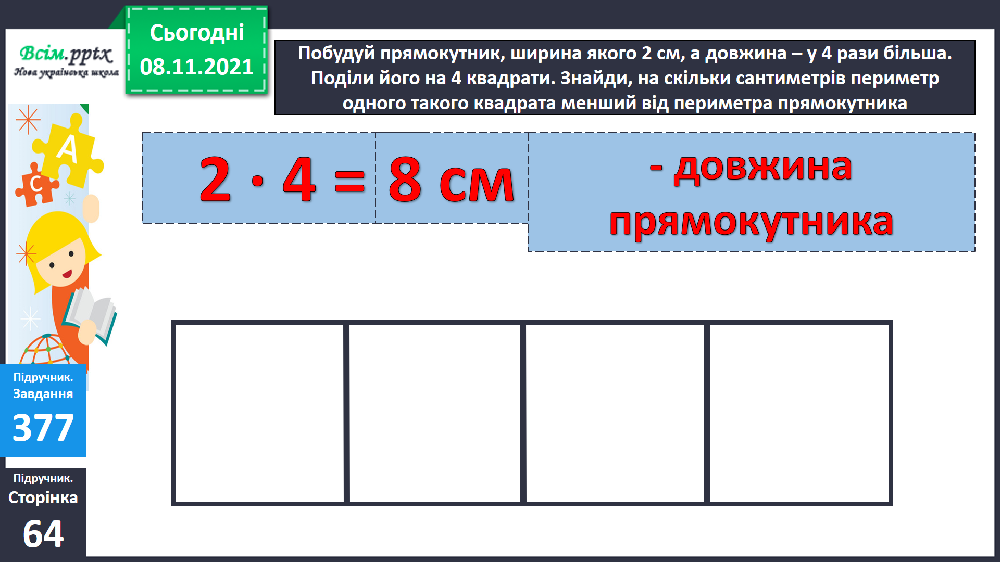 Сьогодні
08.11.2021
Всім.pptx
Нова українська школа
Побудуй прямокутник, ширина якого 2 см, а довжина – у 4 рази більша.
Поділи його на 4 квадрати. Знайди, на скільки сантиметрів периметр
одного такого квадрата менший від периметра прямокутника
2 · 4 = 8 см
- довжина
прямокутника
А
С
Підручник.
Завдання
377
Підручник.
Сторінка
64